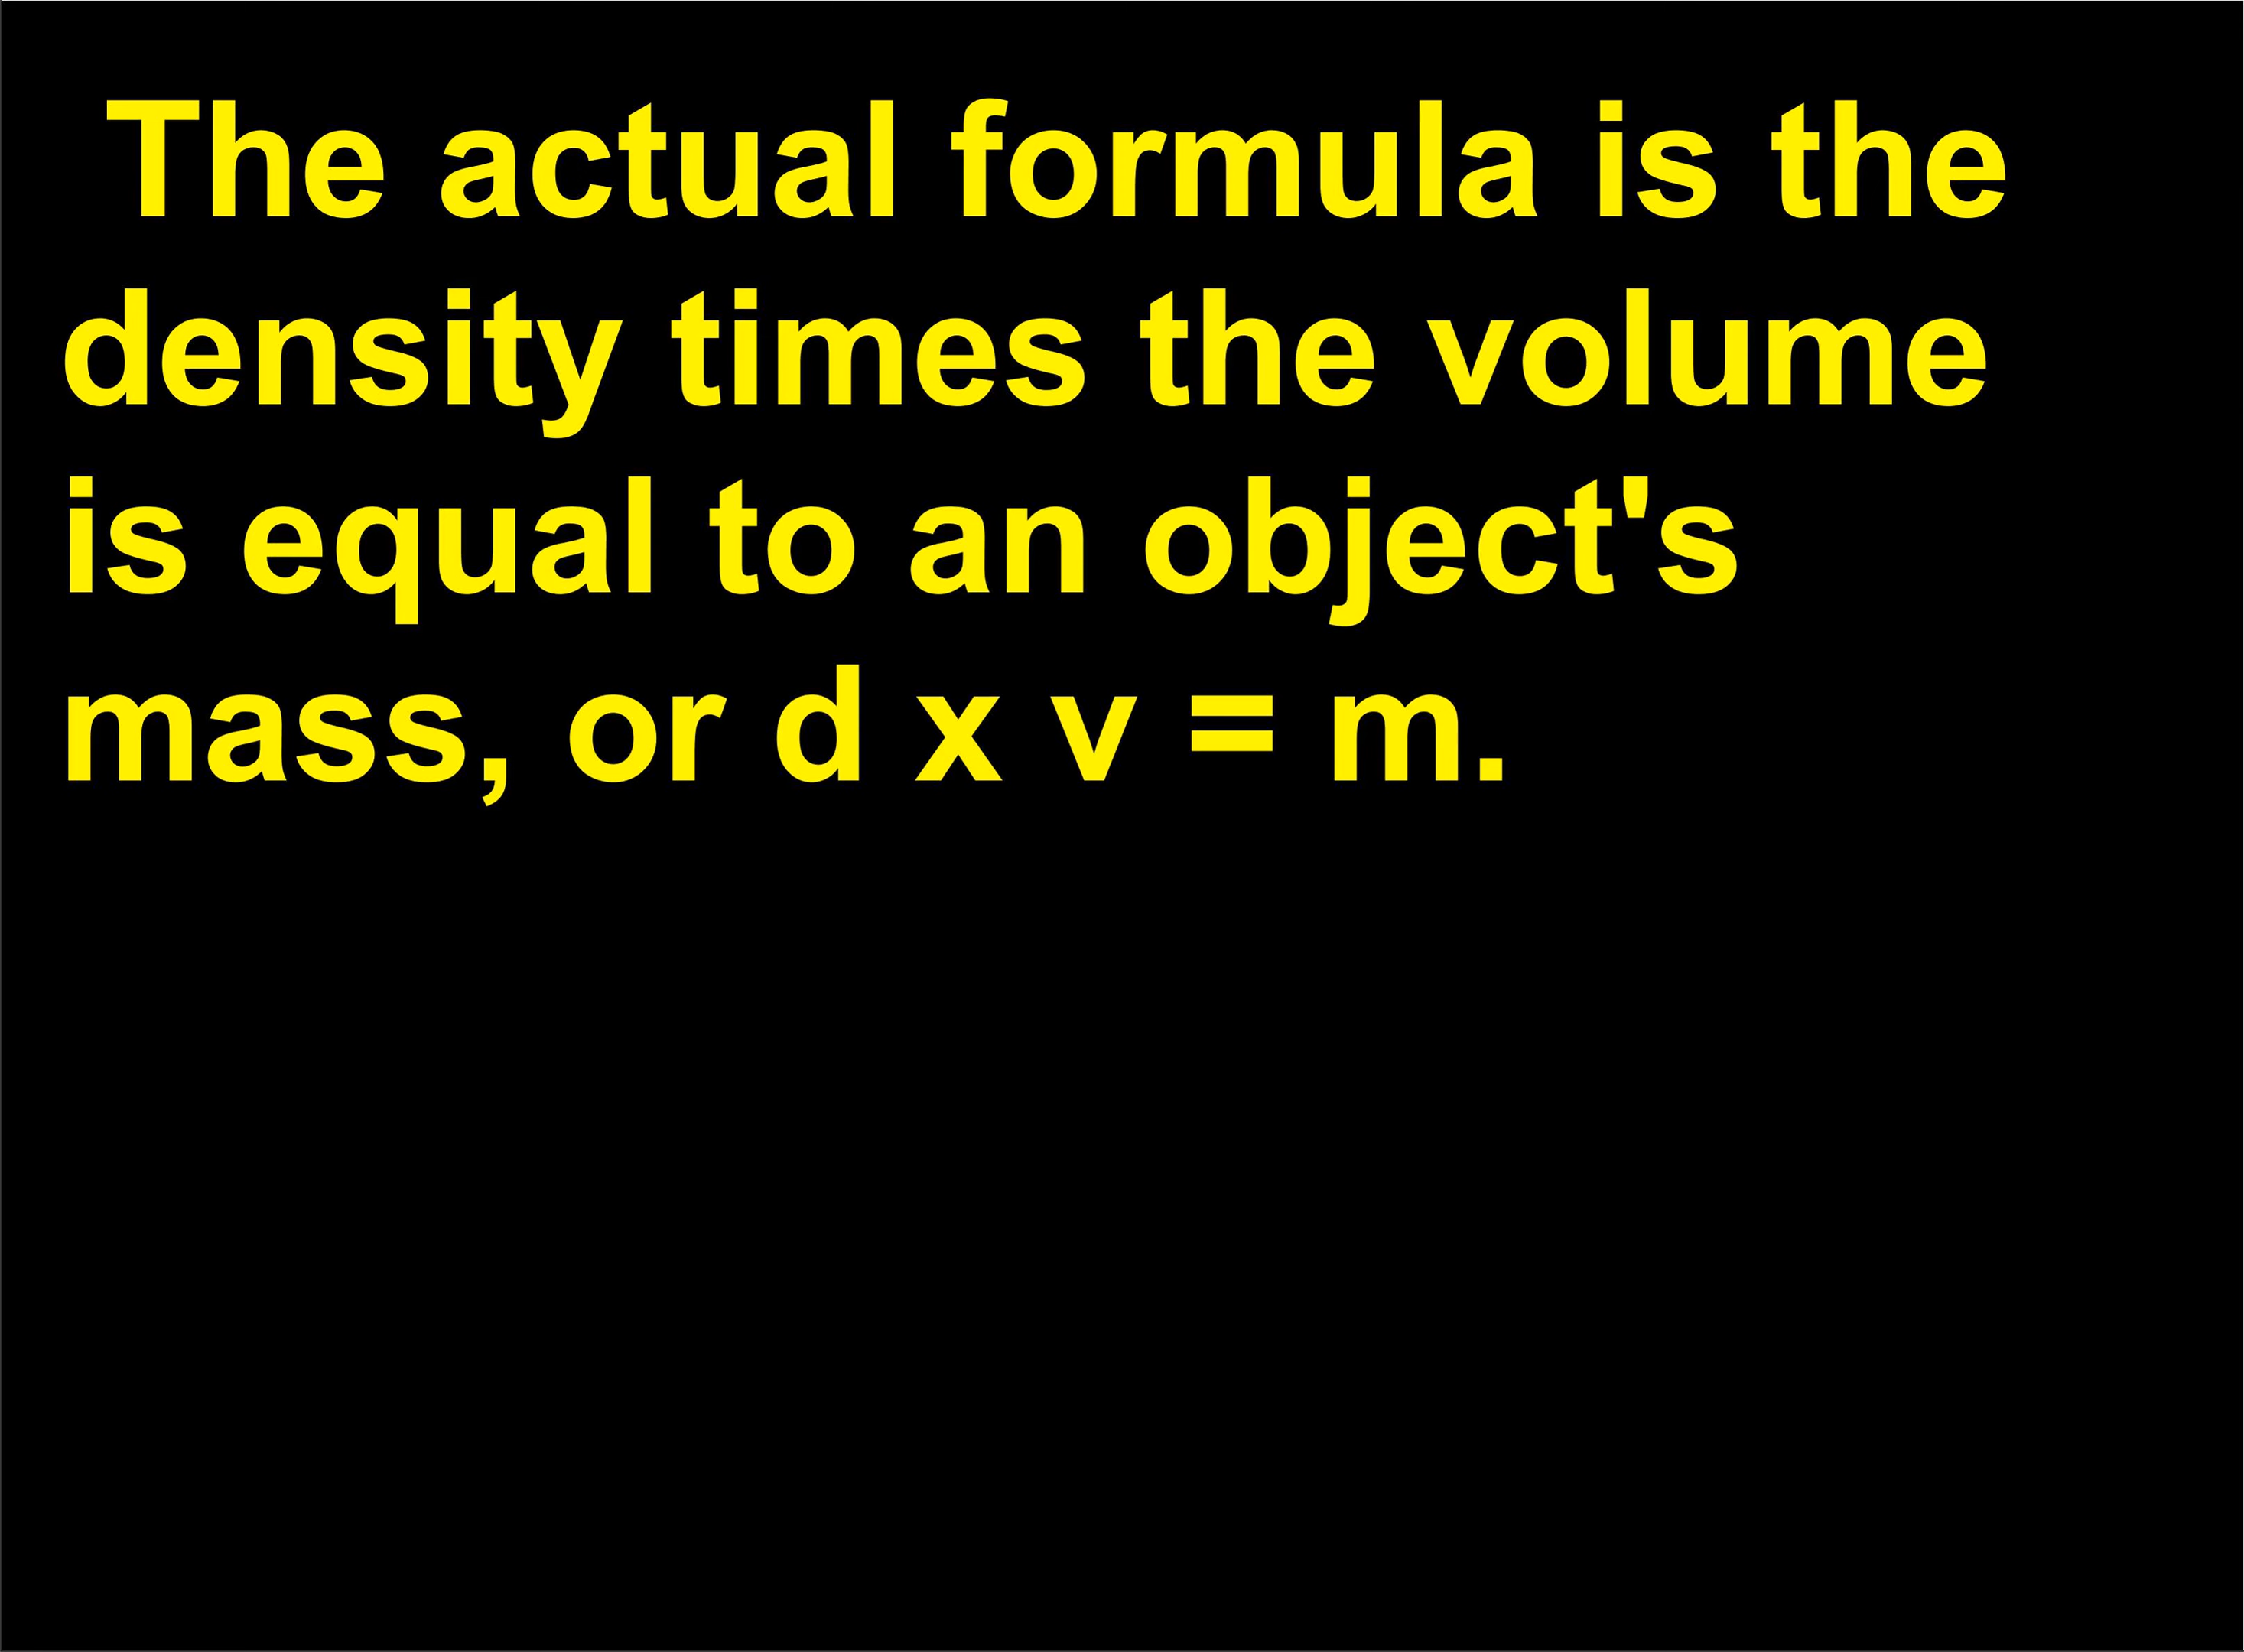 The actual formula is the
density times the volume
is equal to an object's
mass, or d x v = m.